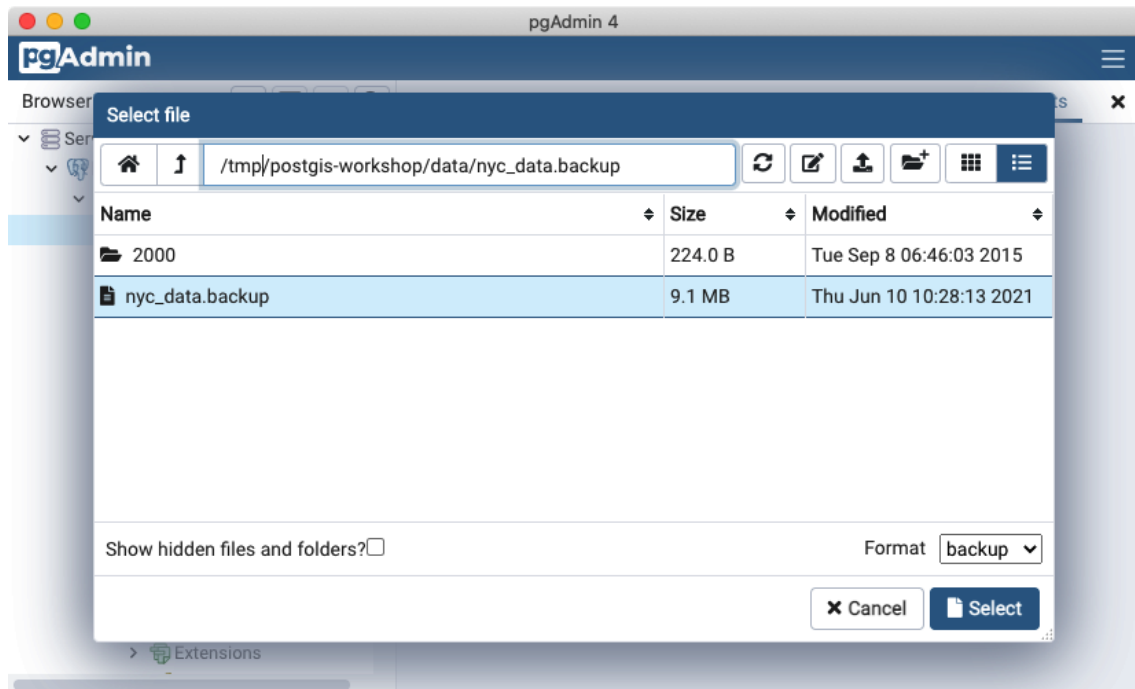 pgAdmin 4
pgAdmin
Browser
ts
Ser
Select file
/tmp/postgis-workshop/data/nyc_data.backup
Name Size Modified
2000 224.0 B Tue Sep 8 06:46:03 2015
nyc_data.backup 9.1 MB Thu Jun 10 10:28:13 2021
Show hidden files and folders? Format backup
Cancel Select
Extensions